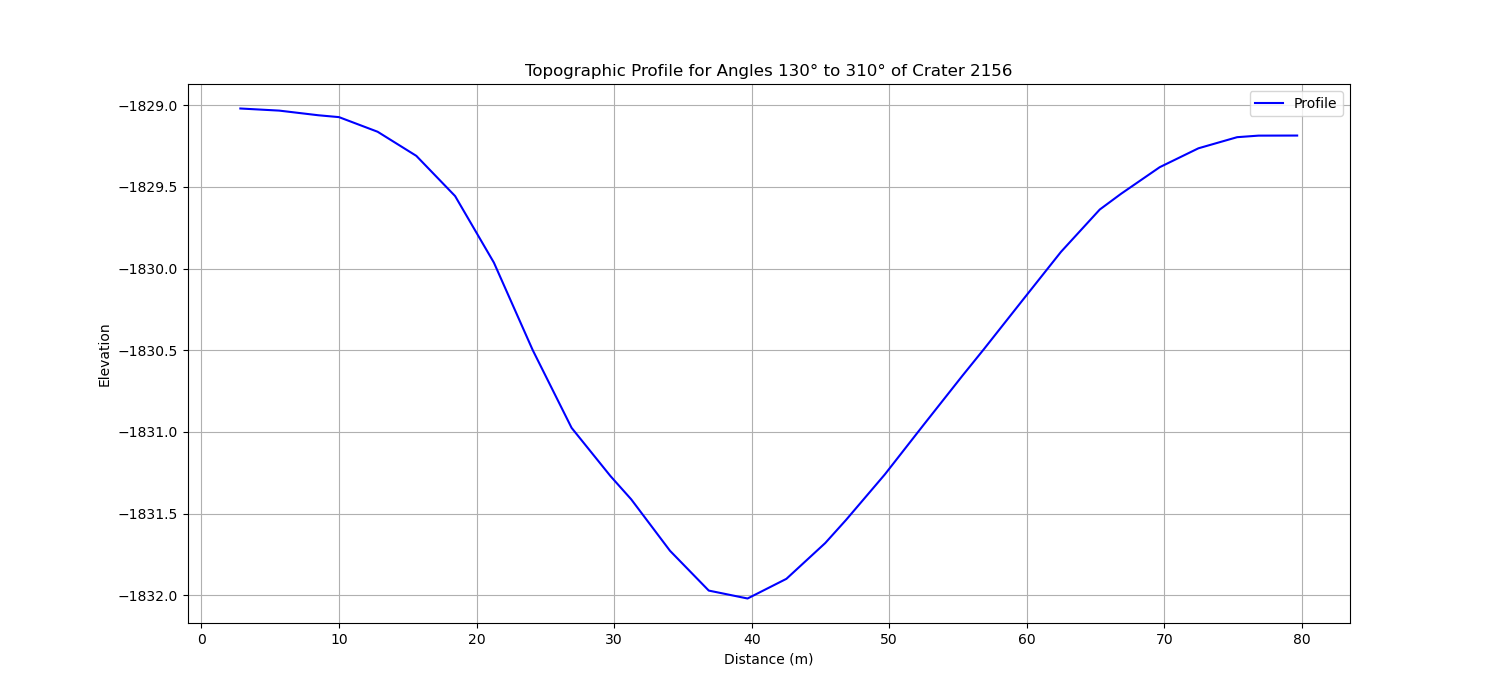 Topographic Profile for Angles 130° to 310° of Crater 2156
Profile
−1829.0
−1829.5
−1830.0
−1830.5
−1831.0
−1831.5
−1832.0
Elevation
0 10 20 30 40 50 60 70 80
Distance (m)